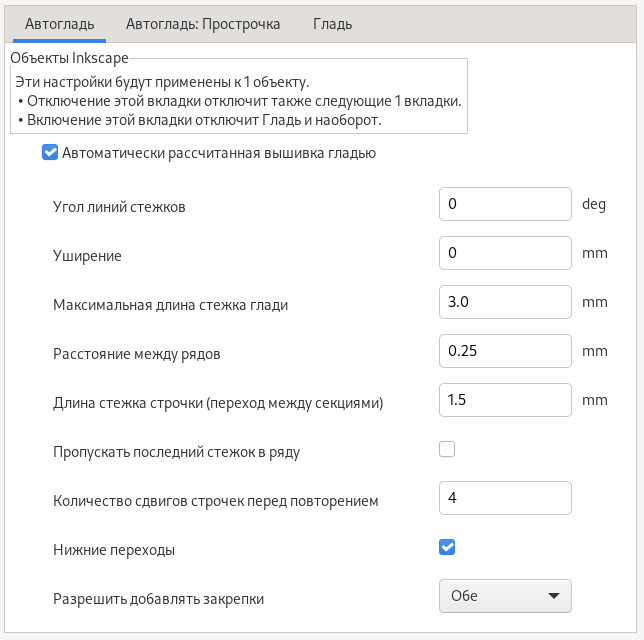 Автогладь Автогладь: Прострочка Гладь
Объекты Inkscape
Эти настройки будут применены к 1 объекту.
• Отключение этой вкладки отключит также следующие 1 вкладки.
• Включение этой вкладки отключит Гладь и наоборот.
Автоматически рассчитанная вышивка гладью
Угол линий стежков 0 deg
Уширение 0 mm
Максимальная длина стежка глади 3.0 mm
Расстояние между рядов 0.25 mm
Длина стежка строчки (переход между секциями) 1.5 mm
Пропускать последний стежок в ряду
Количество сдвигов строчек перед повторением 4
Нижние переходы
Разрешить добавлять закрепки Обе